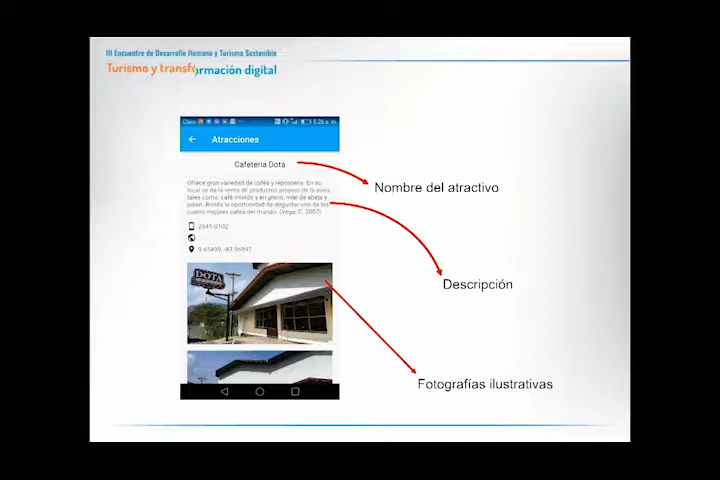 III Encuentro de Desarrollo Humano y Turismo Sostenible
Turismo y transformación digital
Claro
5:26 p. m.
Atracciones
Cafeteria Dota
Ofrece gran variedad de cafés y repostería. En su
local se da la venta de productos propios de la zona,
tales como, café molido y en grano, miel de abeja y
polen. Brinda la oportunidad de degustar uno de los
cuatro mejores cafés del mundo. (Vega, C, 2007)
2541-0102
9.65499, -83.96997
DOTA
Nombre del atractivo
Descripción
Fotografías ilustrativas